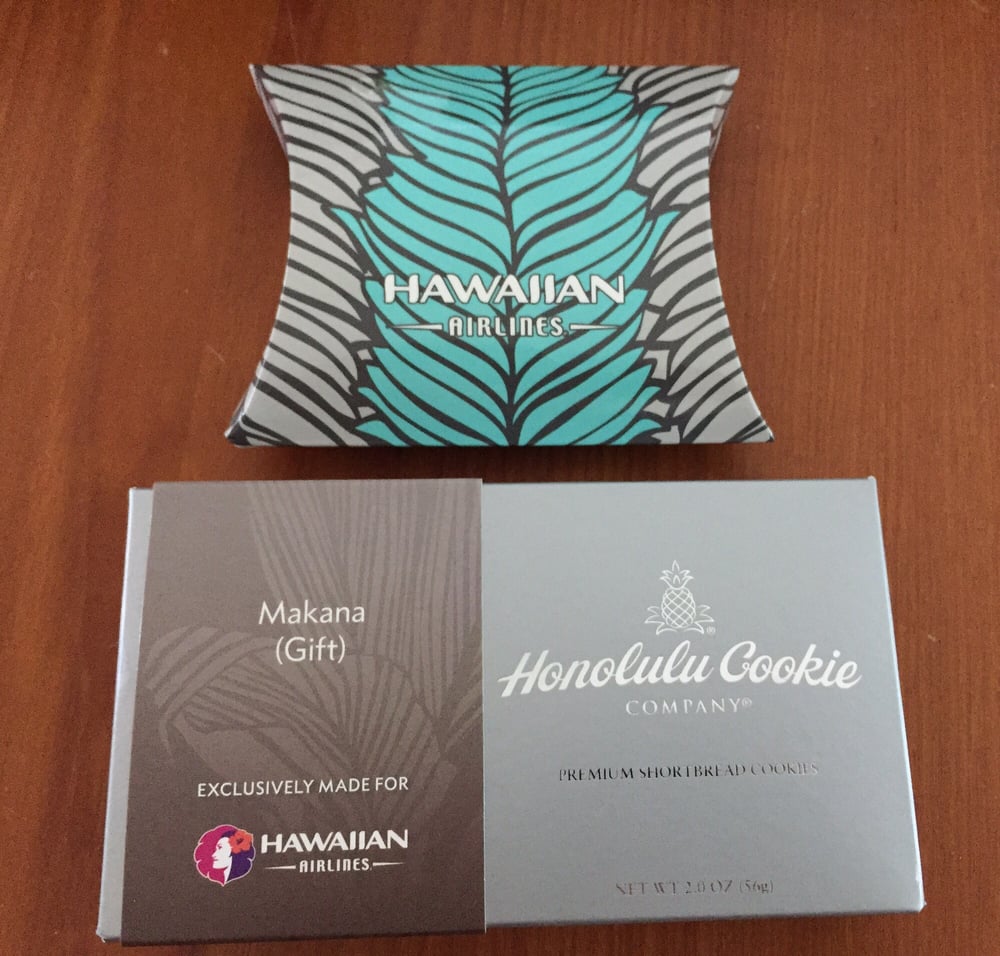 HAWAIIAN
AIRLINES
Makana
(Gift)
EXCLUSIVELY MADE FOR
HAWAIIAN
AIRLINES
Honolulu Cookie
COMPANY®
PREMIUM SHORTBREAD COOKIES
NET WT 2.0 OZ (56g)